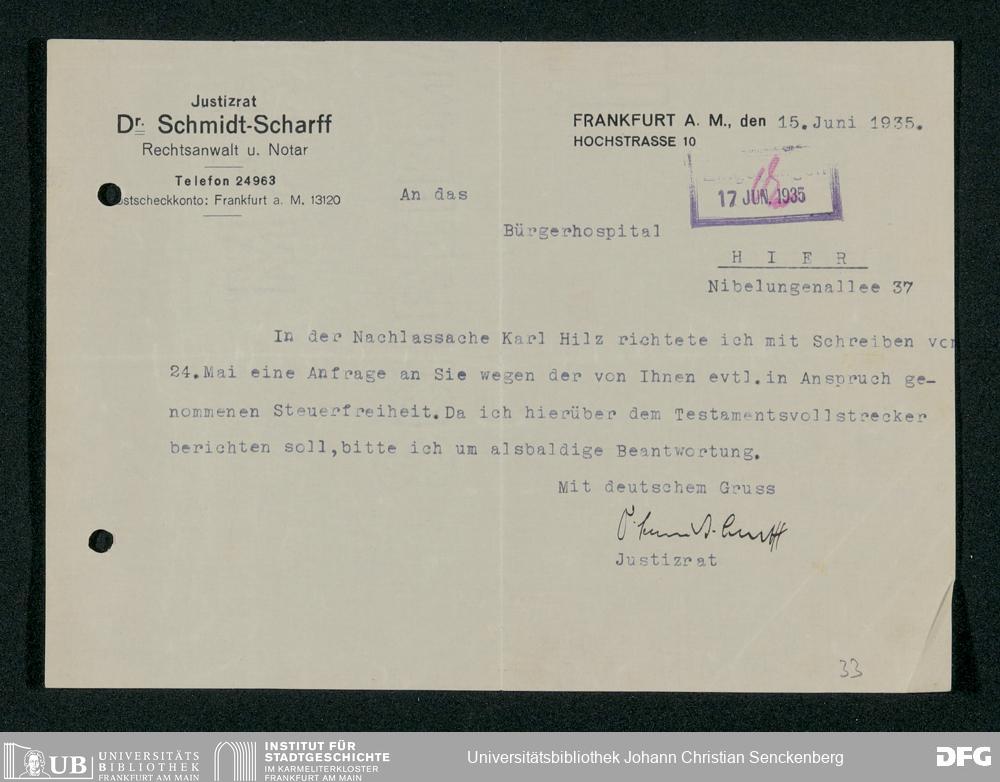 Justizrat
Dr. Schmidt-Scharff
Rechtsanwalt u. Notar
Telefon 24963
ostscheckkonto: Frankfurt a. M. 13120
FRANKFURT A. M., den 15.Juni 1935.
HOCHSTRASSE 10
17 JUN. 1935
An das
Bürgerhospital
H I E R
Nibelungenallee 37
In der Nachlassache Karl Hilz richtete ich mit Schreiben vom
24.Mai eine Anfrage an Sie wegen der von Ihnen evtl.in Anspruch ge-
nommenen Steuerfreiheit.Da ich hierüber dem Testamentsvollstrecker
berichten soll,bitte ich um alsbaldige Beantwortung.
Mit deutschem Gruss
Justizrat
33
UB UNIVERSITÄTS
BIBLIOTHEK
FRANKFURT AM MAIN
INSTITUT FÜR
STADTGESCHICHTE
IM KARMELITERKLOSTER
FRANKFURT AM MAIN
Universitätsbibliothek Johann Christian Senckenberg
DFG